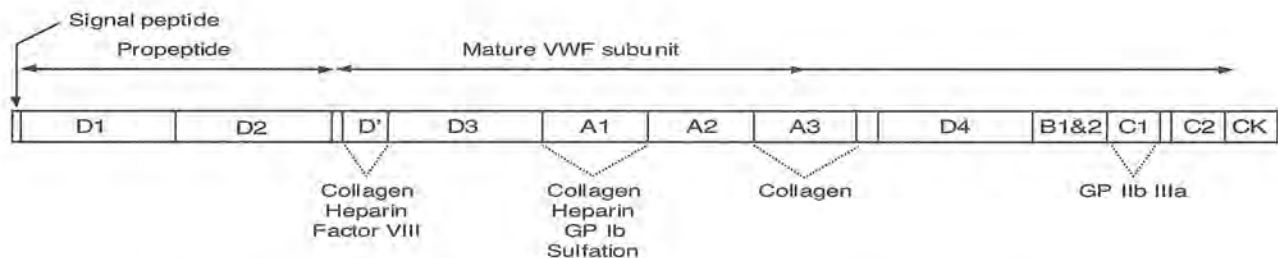 Signal peptide
Propeptide
Mature VWF subunit
D1 D2 D' D3 A1 A2 A3 D4 B1&2 C1 C2 CK
Collagen
Heparin
Factor VIII
Collagen
Heparin
GP Ib
Sulfation
Collagen
GP IIb IIIa